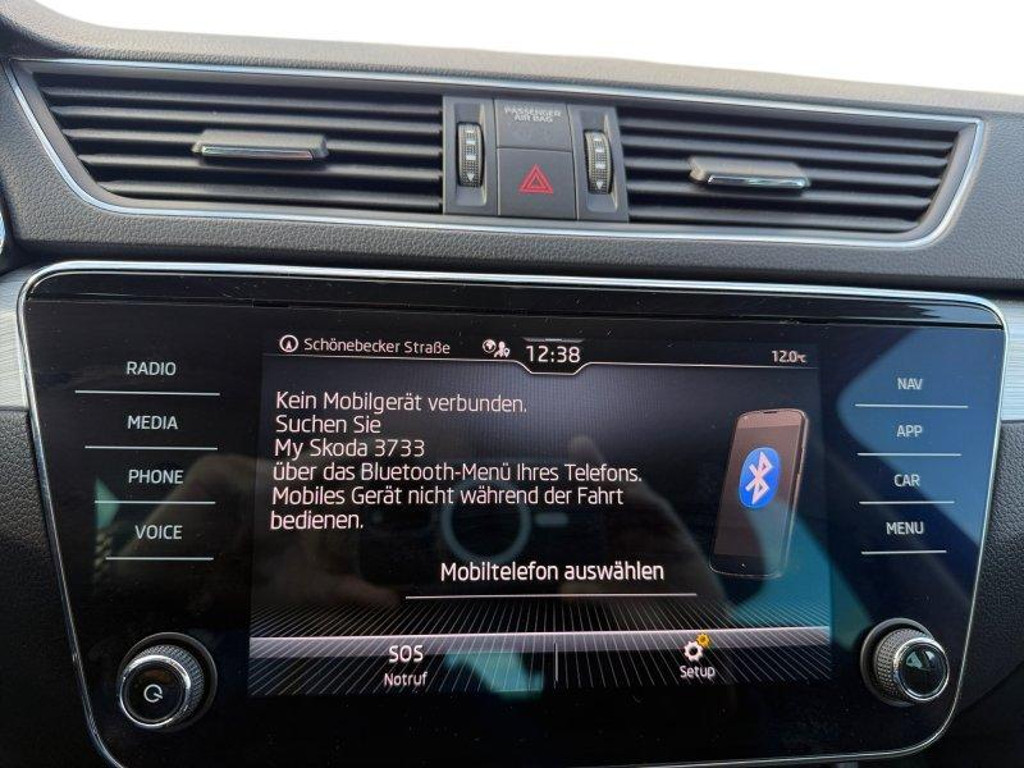 PASSENGER
AIR BAG
Schönebecker Straße
12:38
12.0°C
RADIO
MEDIA
PHONE
VOICE
Kein Mobilgerät verbunden.
Suchen Sie
My Skoda 3733
über das Bluetooth-Menü Ihres Telefons.
Mobiles Gerät nicht während der Fahrt
bedienen.
Mobiltelefon auswählen
SOS
Notruf
Setup
NAV
APP
CAR
MENU